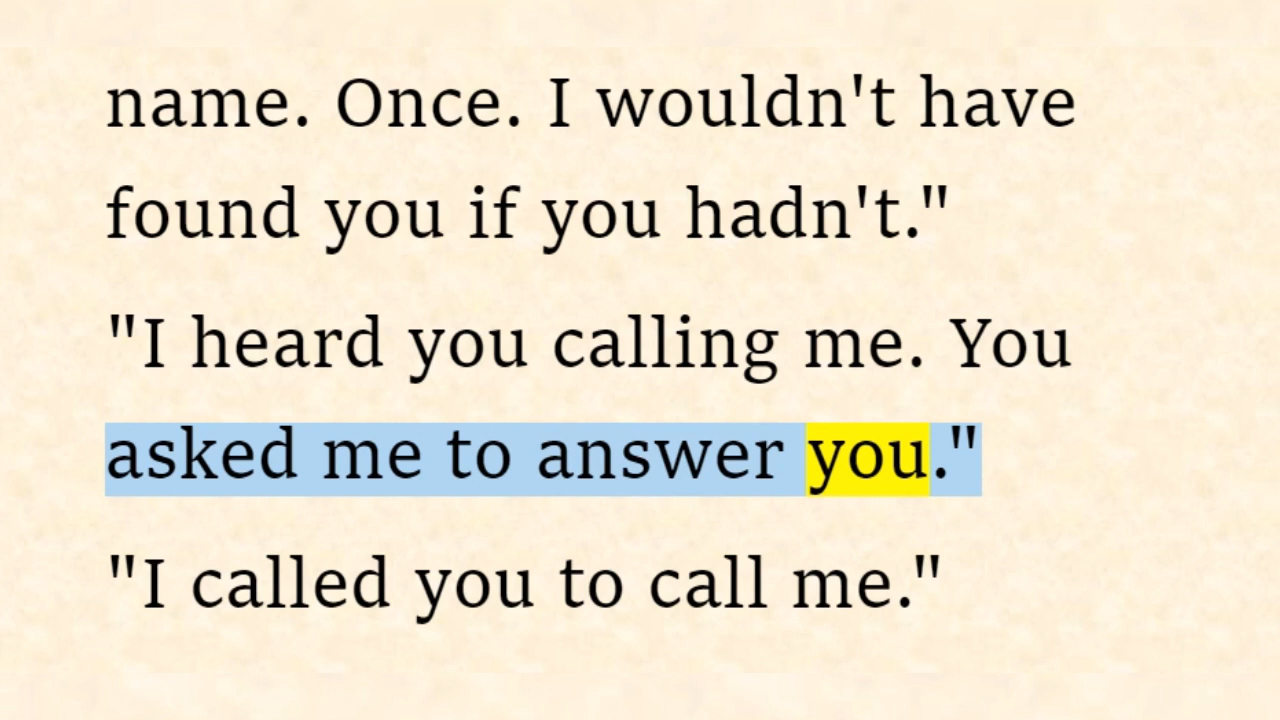 name. Once. I wouldn't have
found you if you hadn't."
"I heard you calling me. You
asked me to answer you."
"I called you to call me."